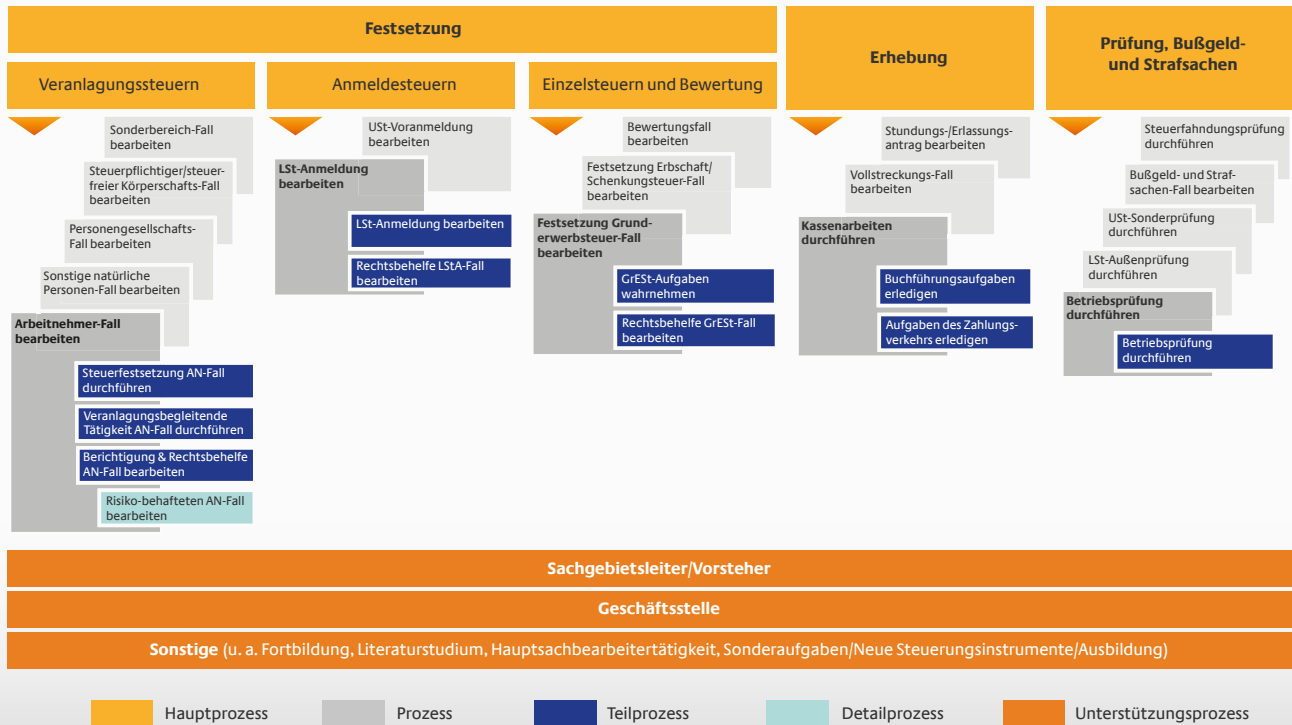 Festsetzung
Veranlagungssteuern
Sonderbereich-Fall
bearbeiten
Steuerpflichtiger/steuer-
freier Körperschafts-Fall
bearbeiten
Personengesellschafts-
Fall bearbeiten
Sonstige natürliche
Personen-Fall bearbeiten
Arbeitnehmer-Fall
bearbeiten
Steuerfestsetzung AN-Fall
durchführen
Veranlagungsbegleitende
Tätigkeit AN-Fall durchführen
Berichtigung & Rechtsbehelfe
AN-Fall bearbeiten
Risiko-behafteten AN-Fall
bearbeiten
Anmeldesteuern
USt-Voranmeldung
bearbeiten
LSt-Anmeldung
bearbeiten
LSt-Anmeldung bearbeiten
Rechtsbehelfe LStA-Fall
bearbeiten
Einzelsteuern und Bewertung
Bewertungsfall
bearbeiten
Festsetzung Erbschaft/
Schenkungsteuer-Fall
bearbeiten
Festsetzung Grund-
erwerbsteuer-Fall
bearbeiten
GrESt-Aufgaben
wahrnehmen
Rechtsbehelfe GrESt-Fall
bearbeiten
Erhebung
Stundungs-/Erlassungs-
antrag bearbeiten
Vollstreckungs-Fall
bearbeiten
Kassenarbeiten
durchführen
Buchführungsaufgaben
erledigen
Aufgaben des Zahlungs-
verkehrs erledigen
Prüfung, Bußgeld-
und Strafsachen
Steuerfahndungsprüfung
durchführen
Bußgeld- und Straf-
sachen-Fall bearbeiten
USt-Sonderprüfung
durchführen
LSt-Außenprüfung
durchführen
Betriebsprüfung
durchführen
Betriebsprüfung
durchführen
Sachgebietsleiter/Vorsteher
Geschäftsstelle
Sonstige (u. a. Fortbildung, Literaturstudium, Hauptsachbearbeitertätigkeit, Sonderaufgaben/Neue Steuerungsinstrumente/Ausbildung)
Hauptprozess
Prozess
Teilprozess
Detailprozess
Unterstützungsprozess